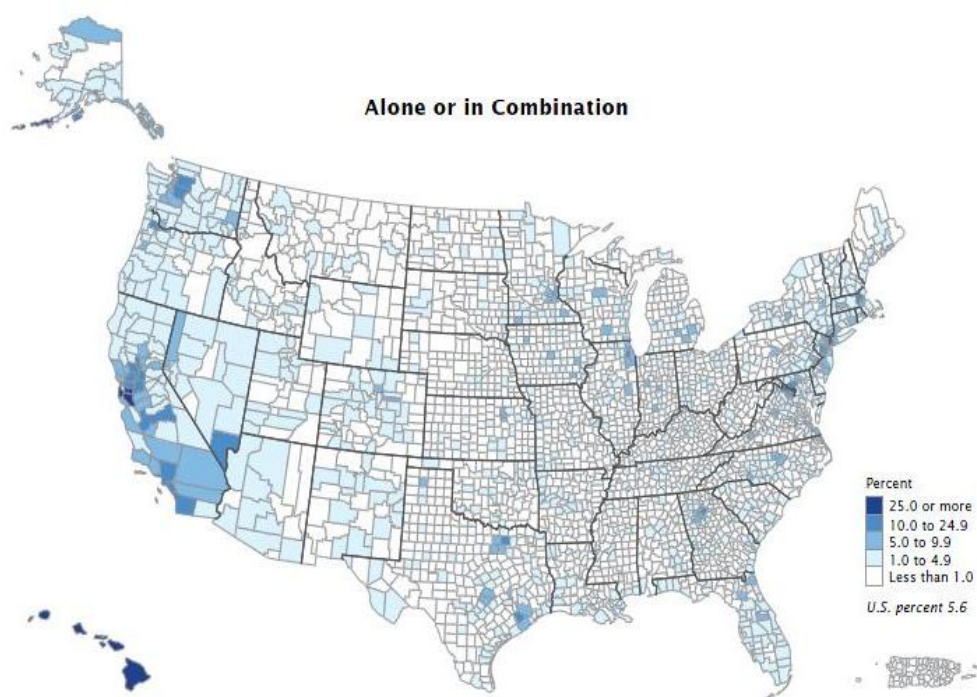 Alone or in Combination
Percent
25.0 or more
10.0 to 24.9
5.0 to 9.9
1.0 to 4.9
Less than 1.0
U.S. percent 5.6